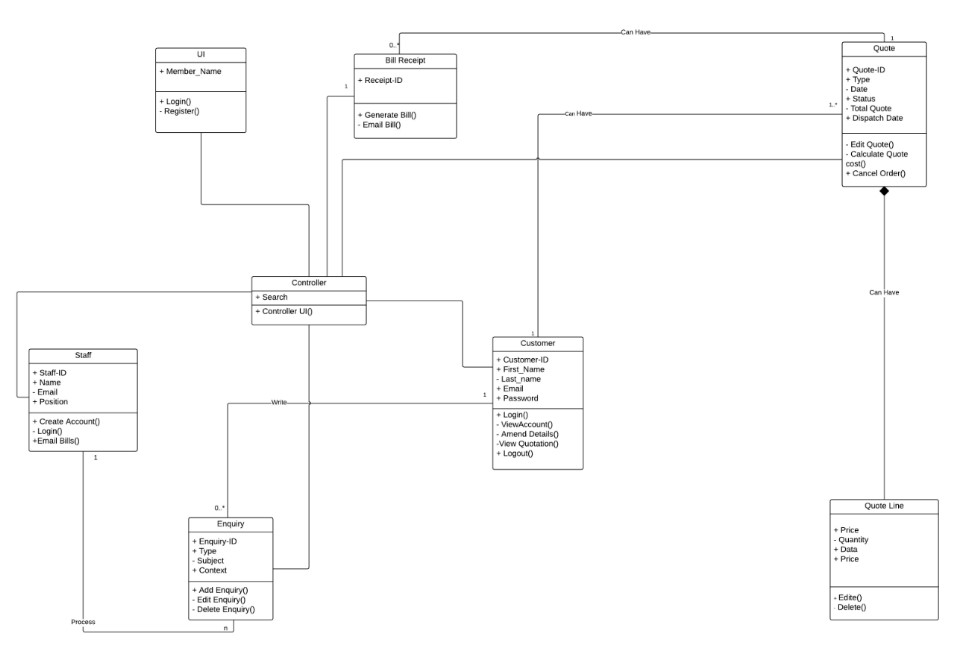 Can Have
0..*
1
UI
+ Member_Name
+ Login()
- Register()
Bill Receipt
+ Receipt-ID
+ Generate Bill()
- Email Bill()
1
Quote
+ Quote-ID
+ Type
- Date
+ Status
- Total Quote
+ Dispatch Date
- Edit Quote()
- Calculate Quote
cost()
+ Cancel Order()
1..*
Can Have
Can Have
Controller
+ Search
+ Controller UI()
1
Customer
+ Customer-ID
+ First_Name
- Last_name
+ Email
+ Password
+ Login()
- ViewAccount()
- Amend Details()
-View Quotation()
+ Logout()
Staff
+ Staff-ID
+ Name
- Email
+ Position
+ Create Account()
- Login()
+Email Bills()
1
Write
1
0..*
Enquiry
+ Enquiry-ID
+ Type
- Subject
+ Context
+ Add Enquiry()
- Edit Enquiry()
- Delete Enquiry()
Process
n
Quote Line
+ Price
- Quantity
+ Data
+ Price
- Edite()
- Delete()